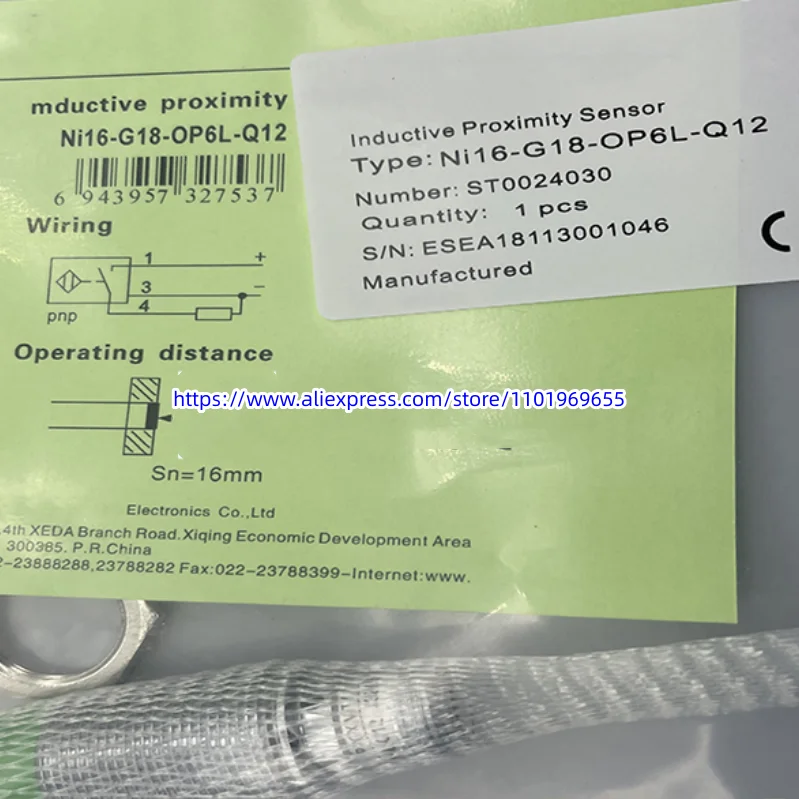 mductive proximity
Ni16-G18-OP6L-Q12
6 943957 327537
Wiring
1 +
3 −
4
pnp
Operating distance
Sn=16mm
Electronics Co.,Ltd
.4th XEDA Branch Road.Xiqing Economic Development Area
300385. P.R.China
2-23888288,23788282 Fax:022-23788399-Internet:www.
Inductive Proximity Sensor
Type: Ni16-G18-OP6L-Q12
Number: ST0024030
Quantity: 1 pcs
S/N: ESEA18113001046
Manufactured
https://www.aliexpress.com/store/1101969655